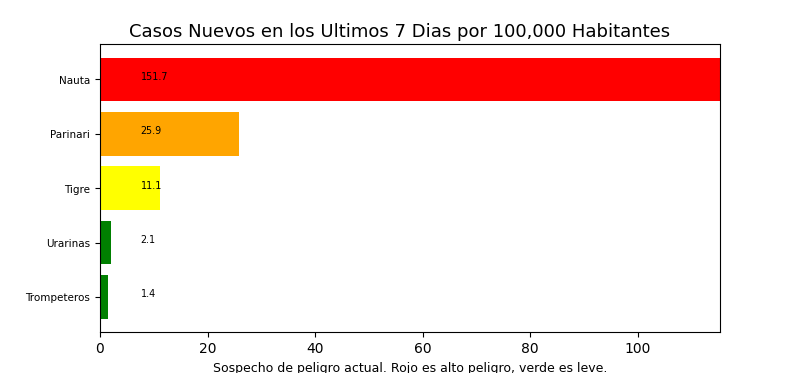 Casos Nuevos en los Ultimos 7 Dias por 100,000 Habitantes
Nauta 151.7
Parinari 25.9
Tigre 11.1
Urarinas 2.1
Trompeteros 1.4
0 20 40 60 80 100
Sospecho de peligro actual. Rojo es alto peligro, verde es leve.